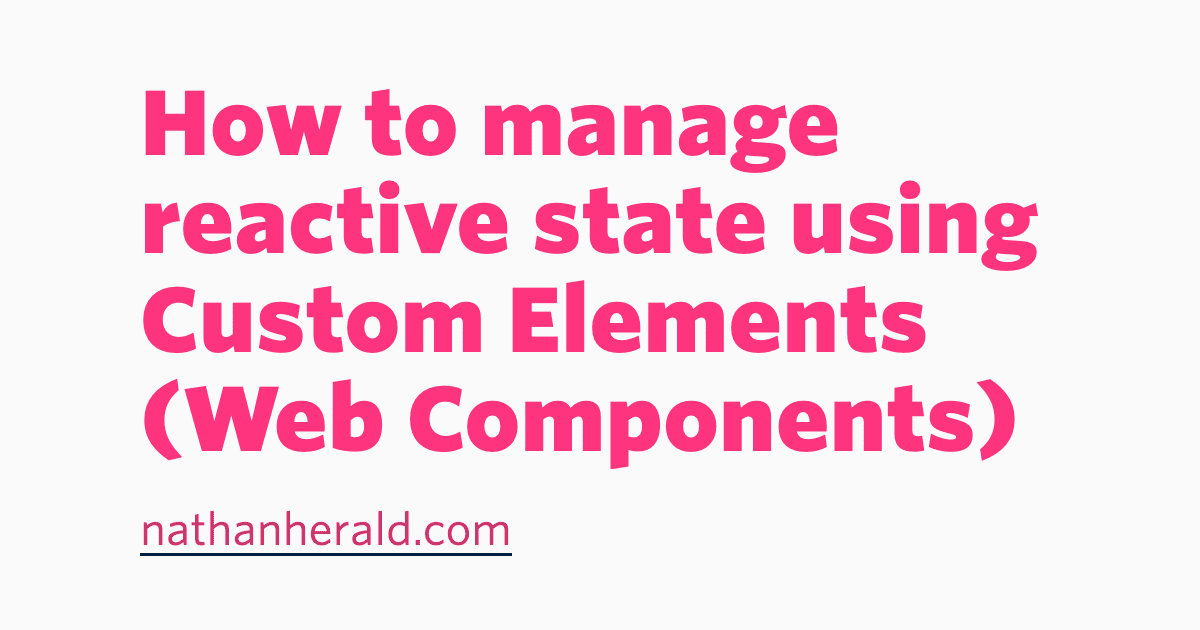 How to manage
reactive state using
Custom Elements
(Web Components)
nathanherald.com